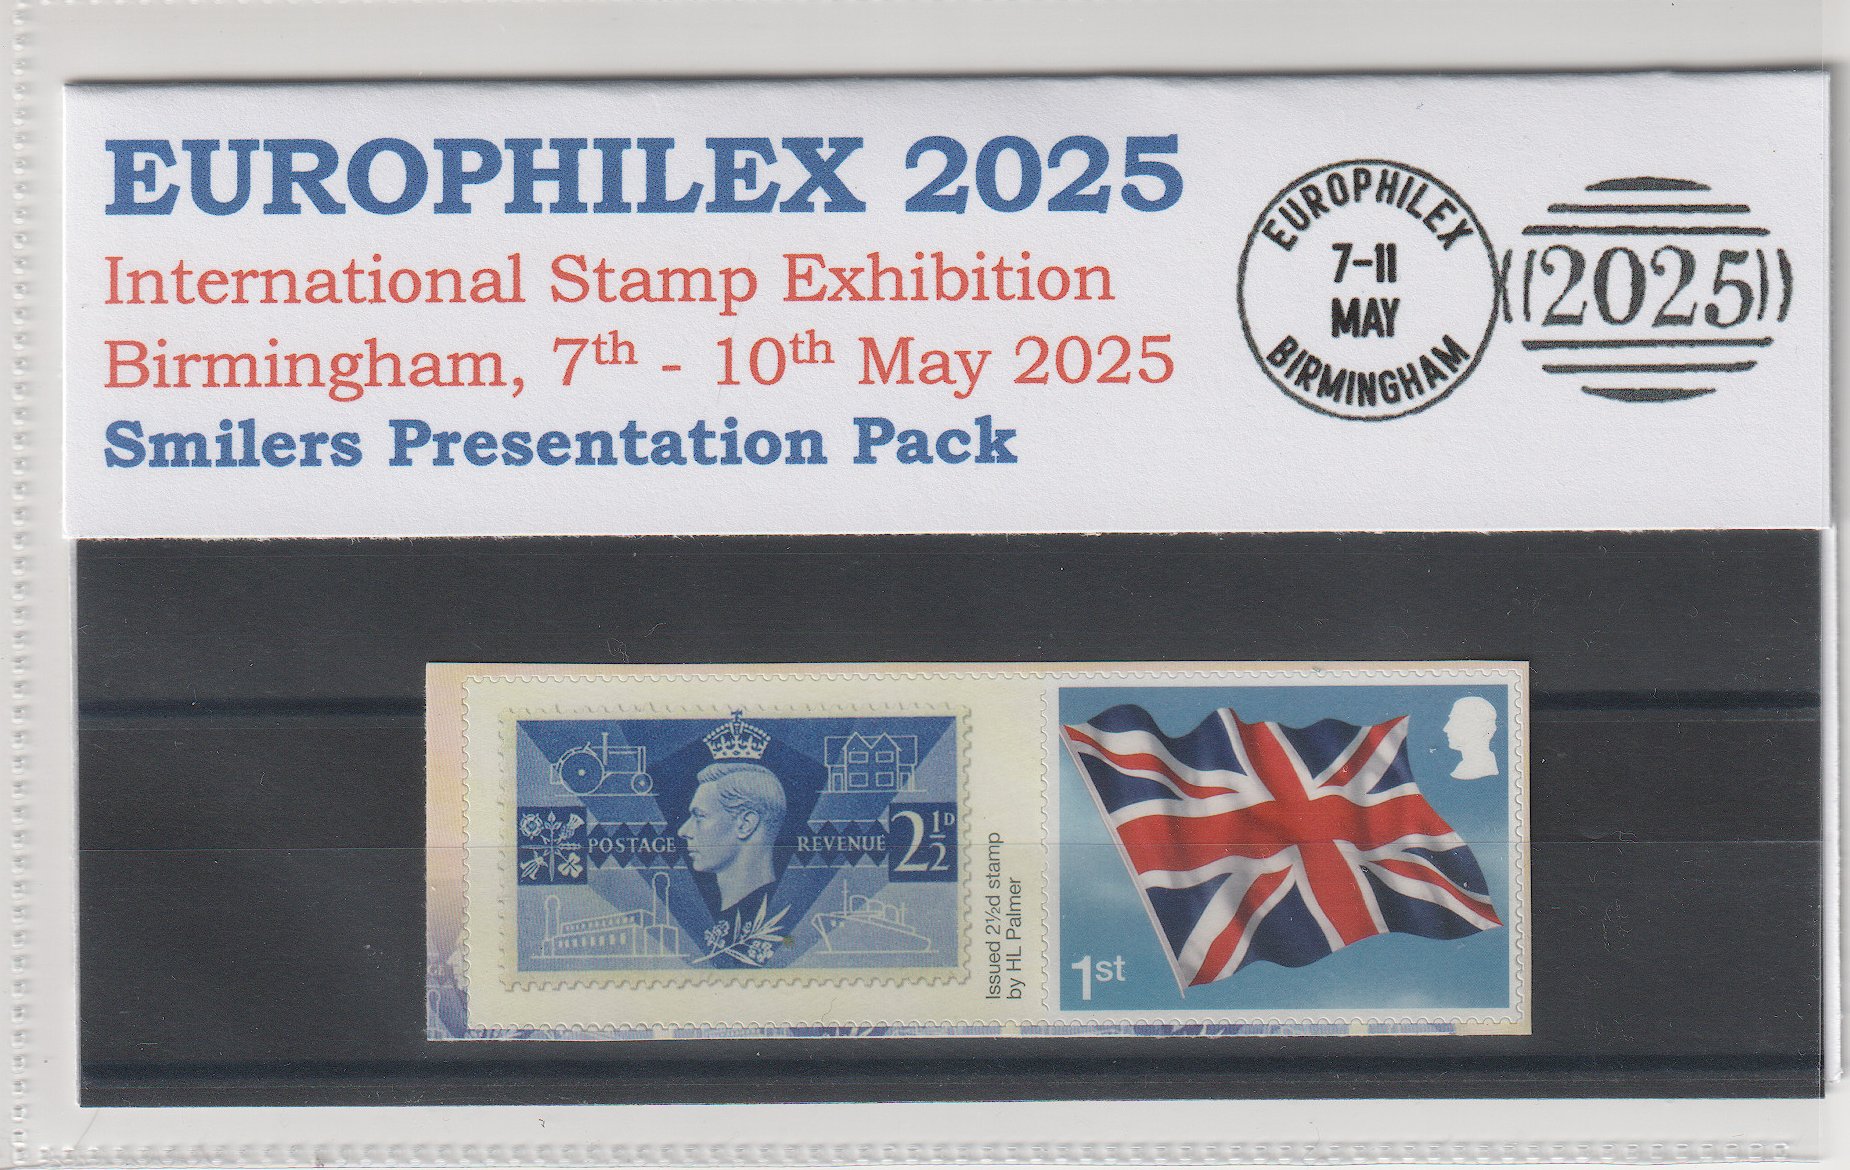 EUROPHILEX 2025
International Stamp Exhibition
Birmingham, 7th - 10th May 2025
Smilers Presentation Pack
EUROPHILEX
7-11
MAY
BIRMINGHAM
((2025))
POSTAGE REVENUE 2½D
Issued 2½d stamp
by HL Palmer
1st